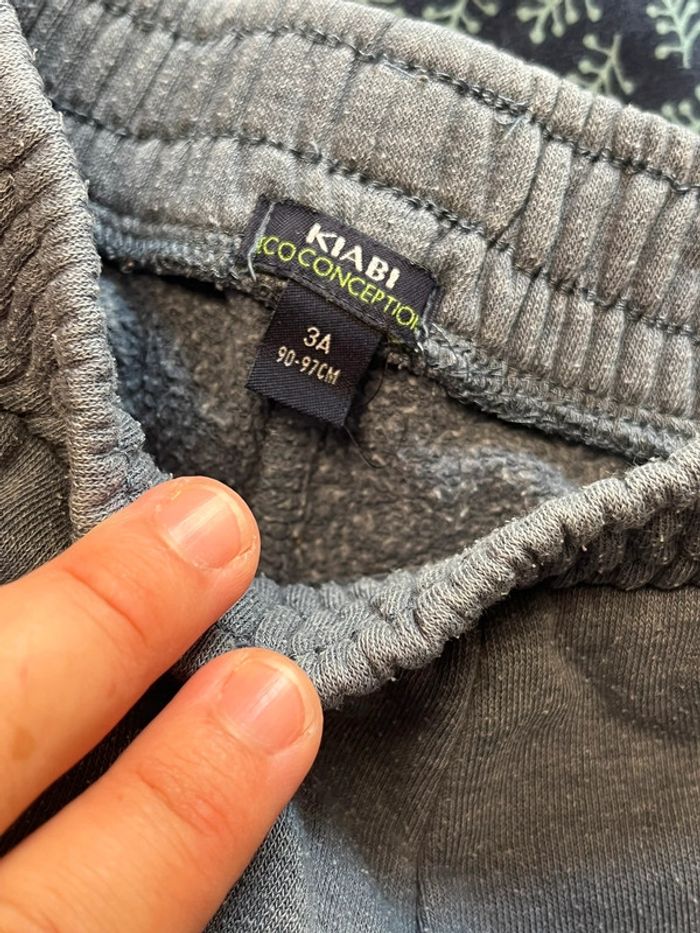 KIABI
ECOCONCEPTION
3A
90-97CM